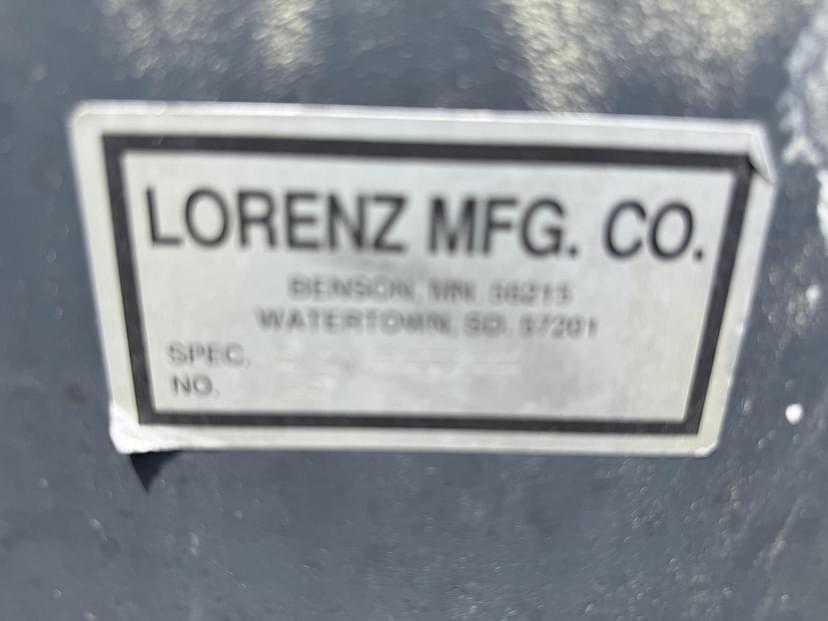 LORENZ MFG. CO.
BENSON, MN. 56215
WATERTOWN, SD. 57201
SPEC.
NO.